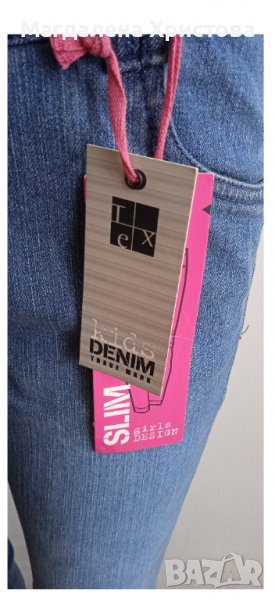 Магдалена Христова
T
e x
kids
DENIM
TRADE MARK
SLIM
girls
DESIGN
BAZAR